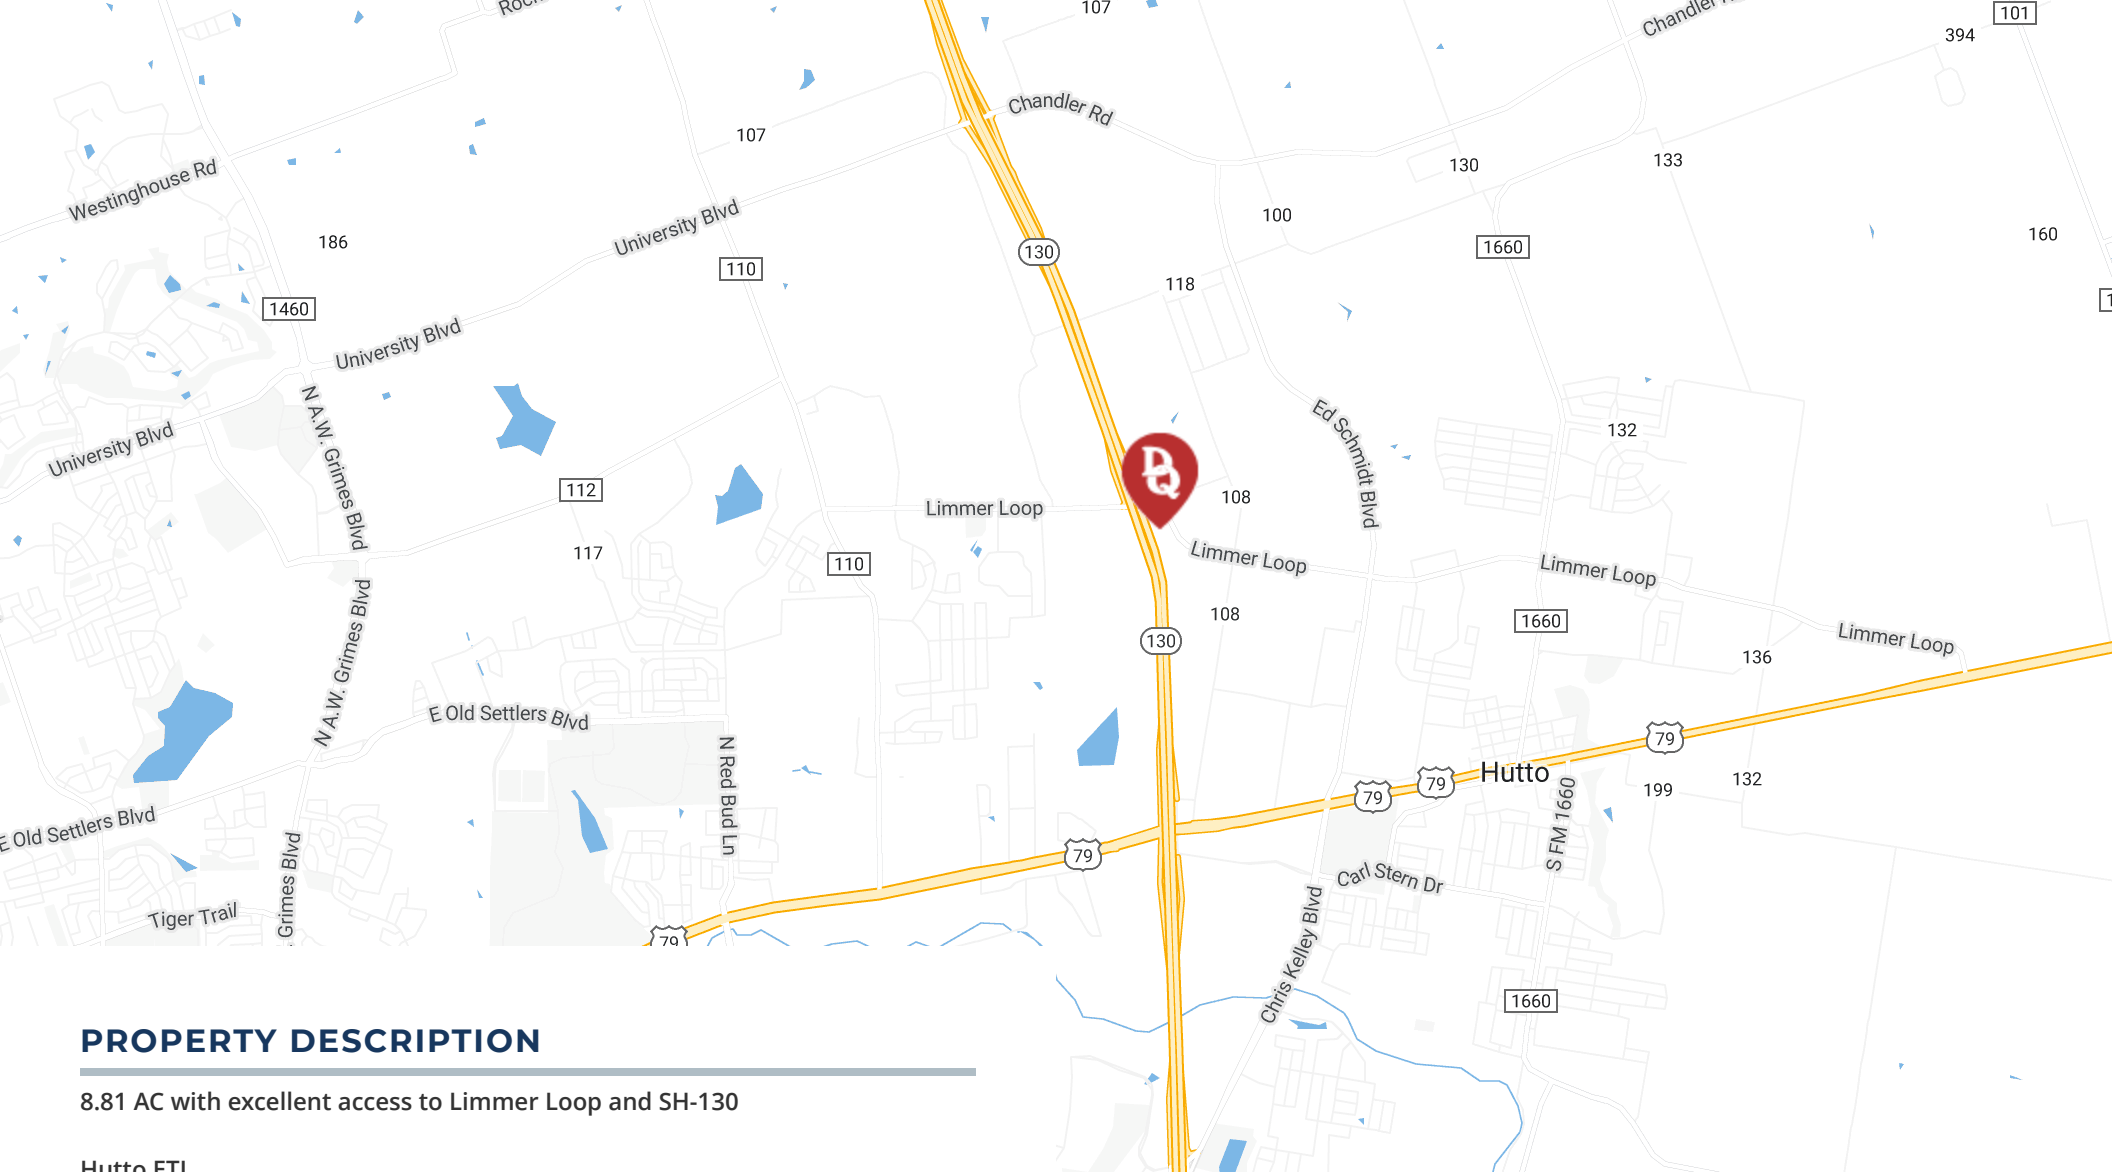 107
Chandler
101
394
Chandler Rd
107
130
133
Westinghouse Rd
University Blvd
100
186
160
130
1660
110
118
1460
University Blvd
N A.W. Grimes Blvd
Ed Schmidt Blvd
University Blvd
132
DQ
112
108
Limmer Loop
117
110
Limmer Loop
Limmer Loop
N A.W. Grimes Blvd
108
1660
130
Limmer Loop
136
E Old Settlers Blvd
79
N Red Bud Ln
Hutto
79
79
132
199
S FM 1660
E Old Settlers Blvd
79
Grimes Blvd
Carl Stern Dr
Tiger Trail
Chris Kelley Blvd
79
1660
PROPERTY DESCRIPTION
8.81 AC with excellent access to Limmer Loop and SH-130
Hutto ETJ